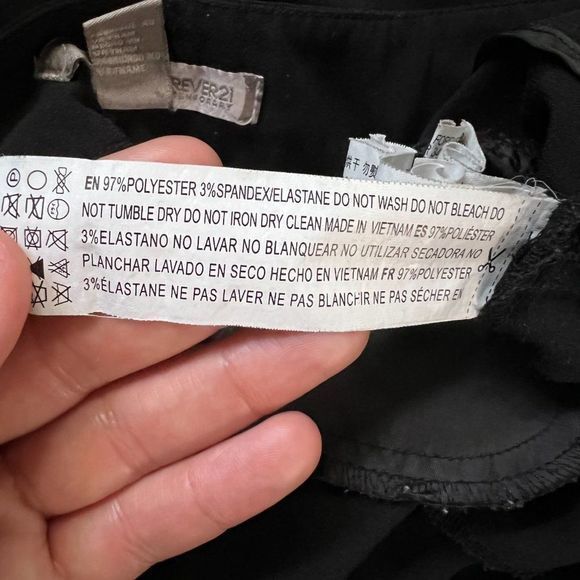 REVER21
EN 97%POLYESTER 3%SPANDEX/ELASTANE DO NOT WASH DO NOT BLEACH DO
NOT TUMBLE DRY DO NOT IRON DRY CLEAN MADE IN VIETNAM ES 97%POLIÉSTER
3%ELASTANO NO LAVAR NO BLANQUEAR NO UTILIZAR SECADORA NO
PLANCHAR LAVADO EN SECO HECHO EN VIETNAM FR 97%POLYESTER
3%ÉLASTANE NE PAS LAVER NE PAS BLANCHIR NE PAS SÉCHER EN